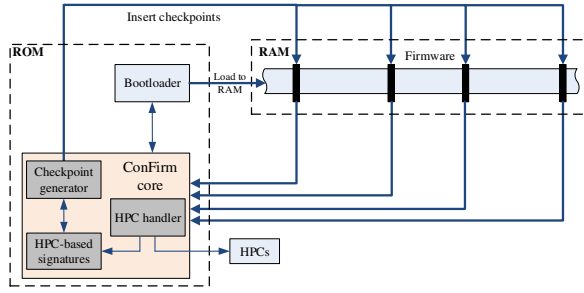 Insert checkpoints
ROM
RAM
Firmware
Bootloader
Load to
RAM
ConFirm
core
Checkpoint
generator
HPC handler
HPC-based
signatures
HPCs